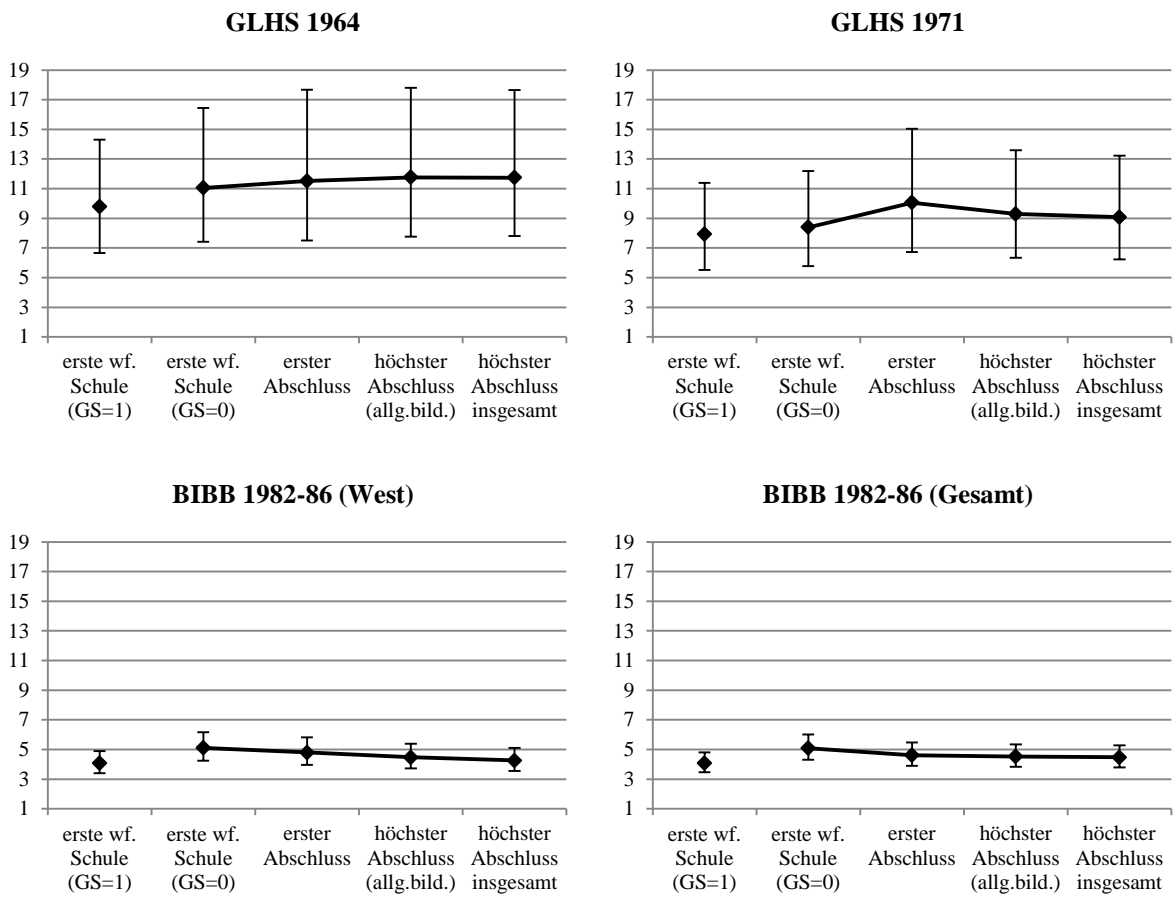 GLHS 1964
19
17
15
13
11
9
7
5
3
1
erste wf. Schule (GS=1)
erste wf. Schule (GS=0)
erster Abschluss
höchster Abschluss (allg.bild.)
höchster Abschluss insgesamt
GLHS 1971
19
17
15
13
11
9
7
5
3
1
erste wf. Schule (GS=1)
erste wf. Schule (GS=0)
erster Abschluss
höchster Abschluss (allg.bild.)
höchster Abschluss insgesamt
BIBB 1982-86 (West)
19
17
15
13
11
9
7
5
3
1
erste wf. Schule (GS=1)
erste wf. Schule (GS=0)
erster Abschluss
höchster Abschluss (allg.bild.)
höchster Abschluss insgesamt
BIBB 1982-86 (Gesamt)
19
17
15
13
11
9
7
5
3
1
erste wf. Schule (GS=1)
erste wf. Schule (GS=0)
erster Abschluss
höchster Abschluss (allg.bild.)
höchster Abschluss insgesamt